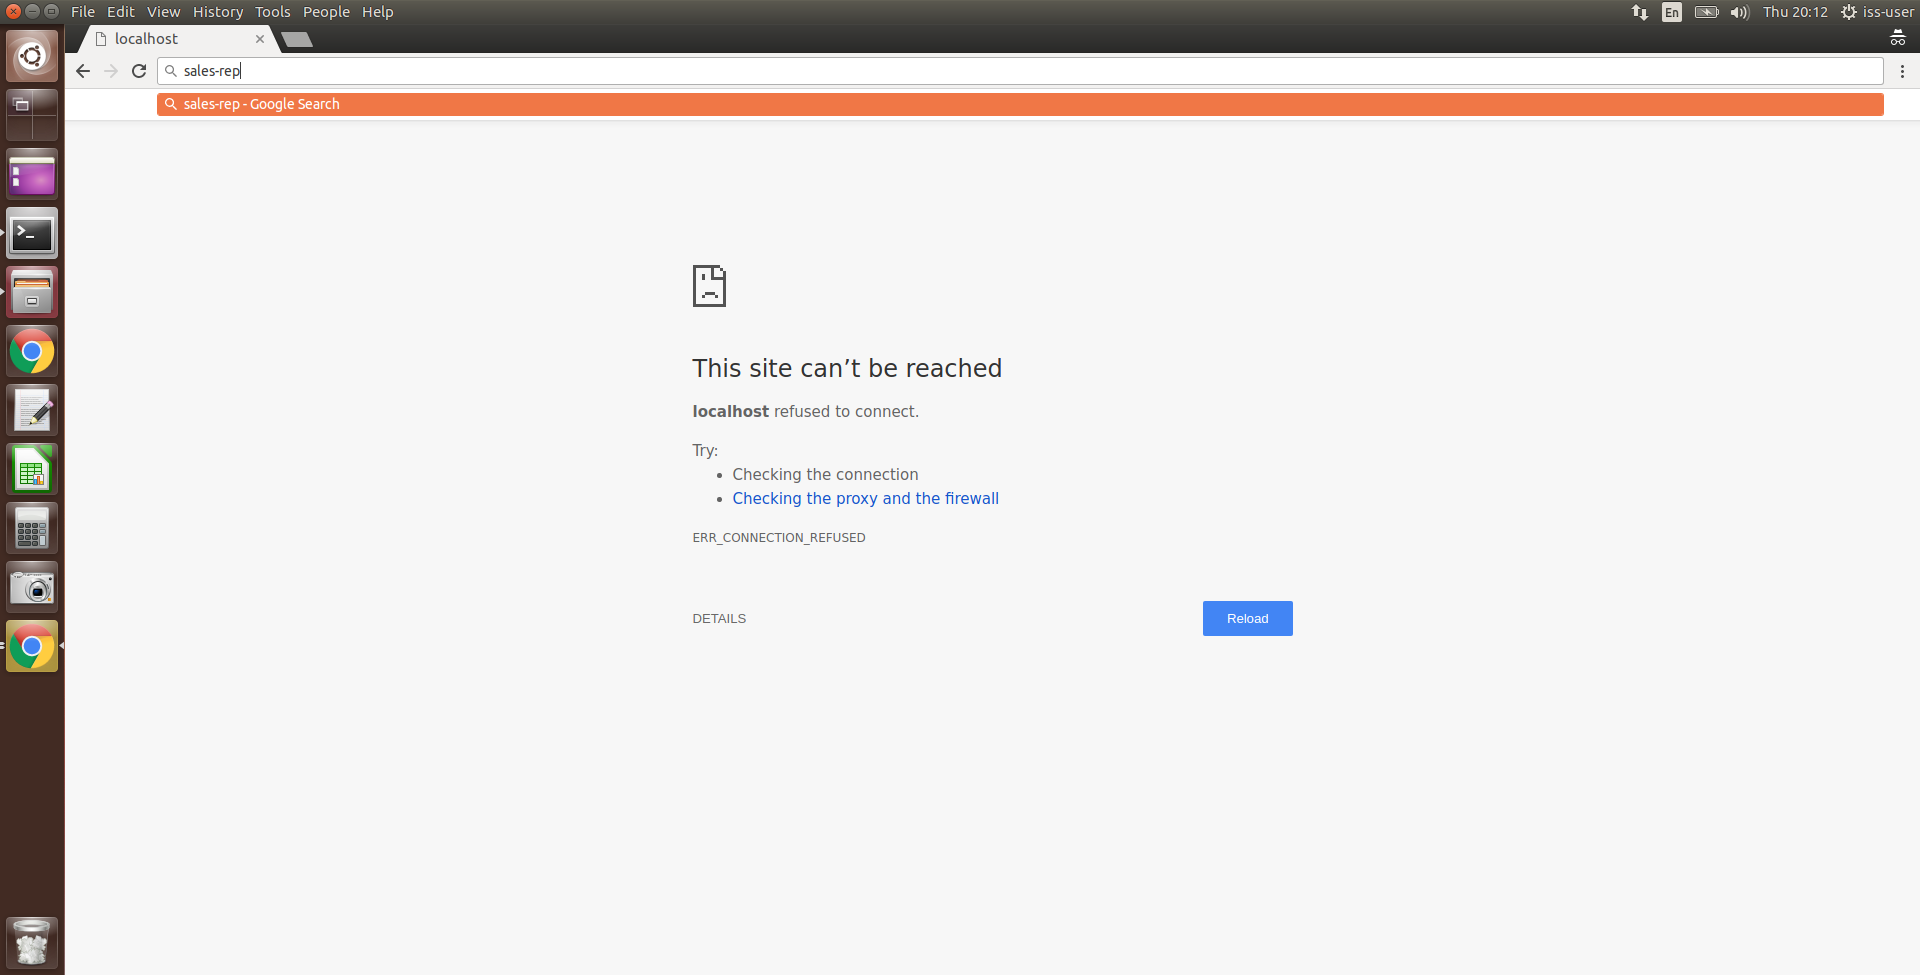 File Edit View History Tools People Help
En
Thu 20:12
iss-user
localhost
sales-rep
sales-rep - Google Search
This site can’t be reached
localhost refused to connect.
Try:
Checking the connection
Checking the proxy and the firewall
ERR_CONNECTION_REFUSED
DETAILS
Reload